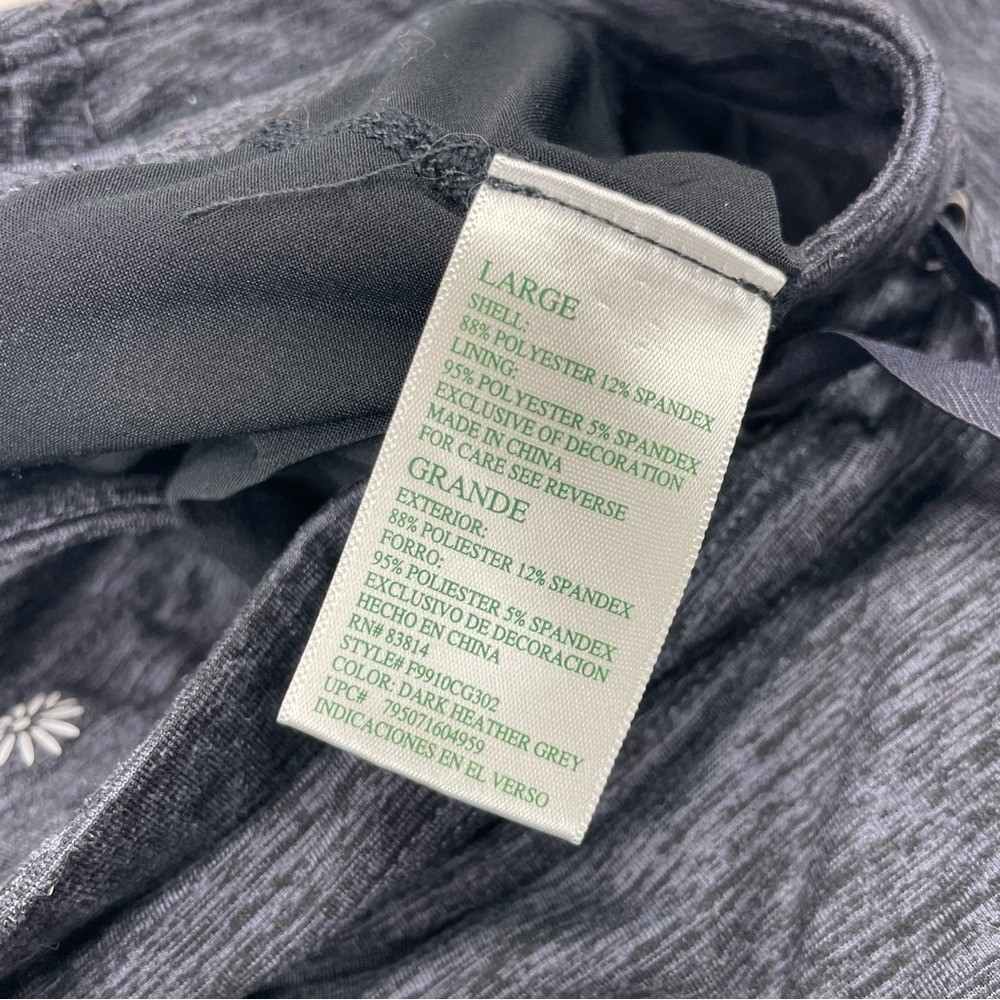 LARGE
SHELL:
88% POLYESTER 12% SPANDEX
LINING:
95% POLYESTER 5% SPANDEX
EXCLUSIVE OF DECORATION
MADE IN CHINA
FOR CARE SEE REVERSE
GRANDE
EXTERIOR:
88% POLIESTER 12% SPANDEX
FORRO:
95% POLIESTER 5% SPANDEX
EXCLUSIVO DE DECORACION
HECHO EN CHINA
RN# 83814
STYLE# F9910CG302
COLOR: DARK HEATHER GREY
UPC# 795071604959
INDICACIONES EN EL VERSO